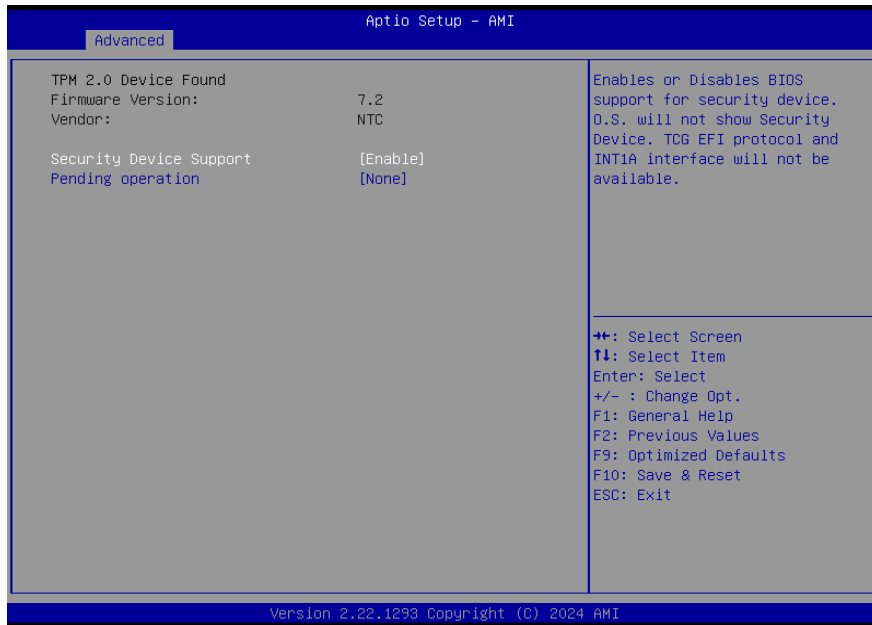 Aptio Setup – AMI
Advanced
TPM 2.0 Device Found
Firmware Version: 7.2
Vendor: NTC
Security Device Support [Enable]
Pending operation [None]
Enables or Disables BIOS
support for security device.
O.S. will not show Security
Device. TCG EFI protocol and
INT1A interface will not be
available.
→←: Select Screen
↑↓: Select Item
Enter: Select
+/- : Change Opt.
F1: General Help
F2: Previous Values
F9: Optimized Defaults
F10: Save & Reset
ESC: Exit
Version 2.22.1293 Copyright (C) 2024 AMI